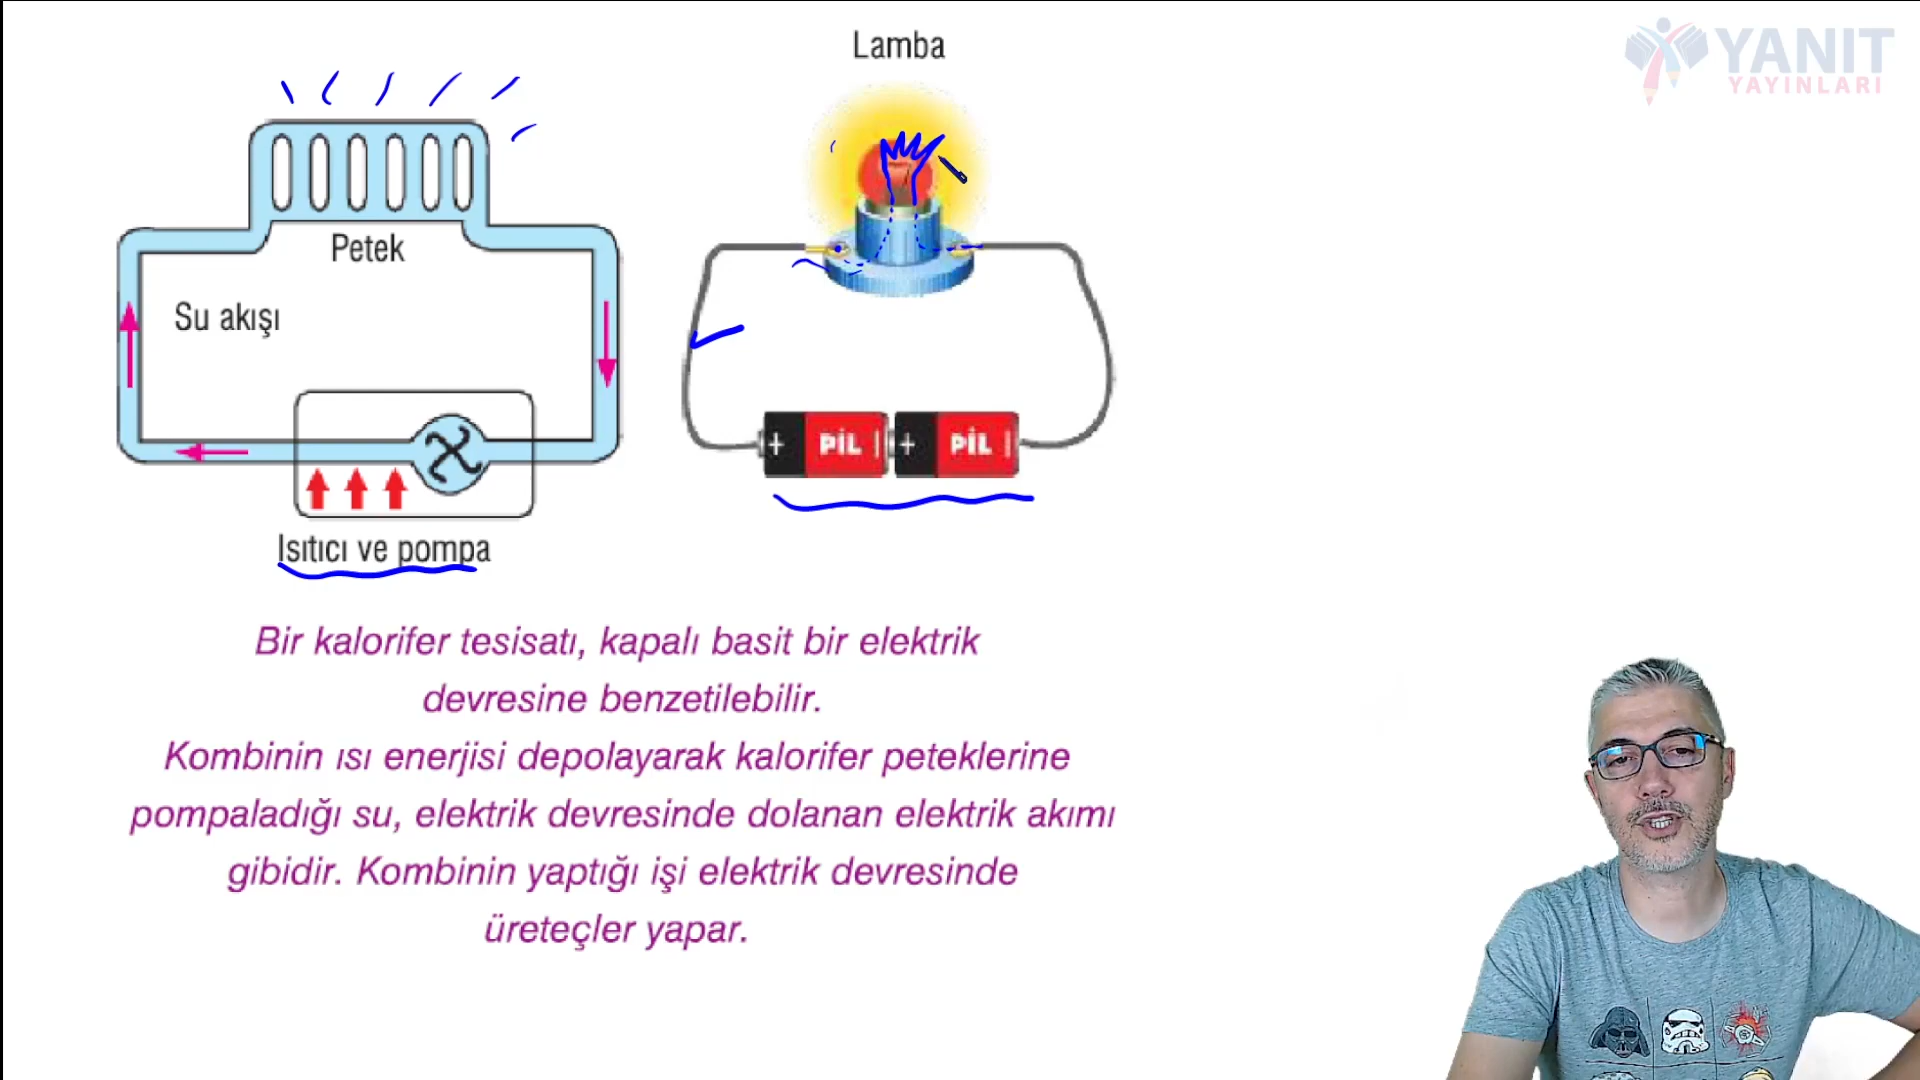 Lamba
YANIT
YAYINLARI
Petek
Su akışı
+ PİL + PİL
Isıtıcı ve pompa
Bir kalorifer tesisatı, kapalı basit bir elektrik
devresine benzetilebilir.
Kombinin ısı enerjisi depolayarak kalorifer peteklerine
pompaladığı su, elektrik devresinde dolanan elektrik akımı
gibidir. Kombinin yaptığı işi elektrik devresinde
üreteçler yapar.